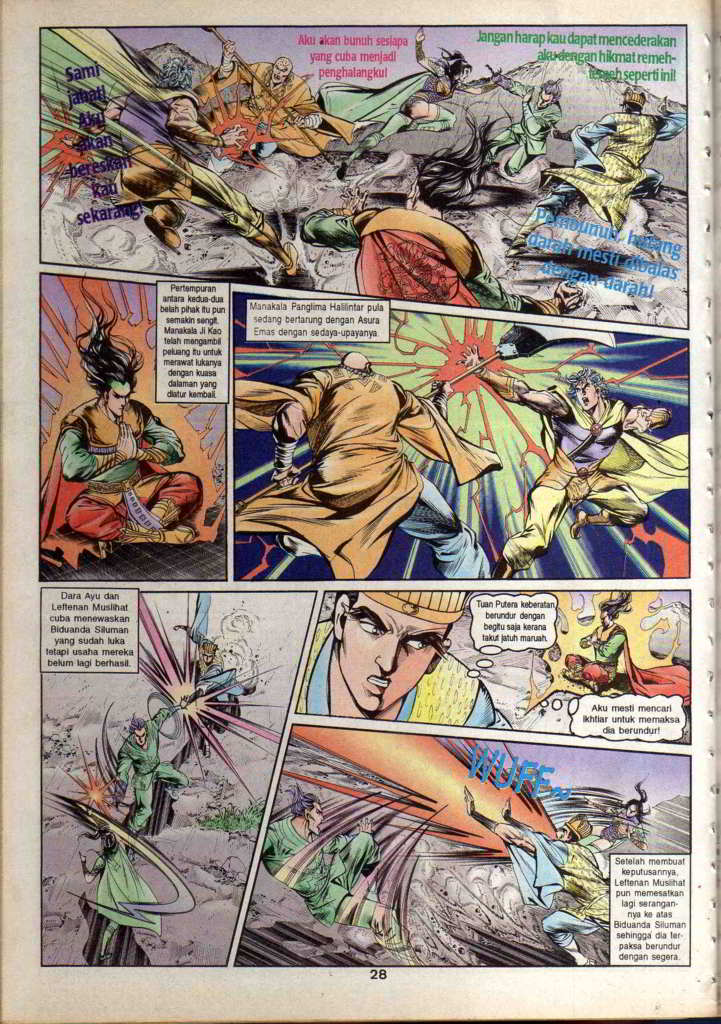 Sami
jahat!
Aku
akan
bereskan
kau
sekarang!
Aku akan bunuh sesiapa
yang cuba menjadi
penghalangku!
Jangan harap kau dapat mencederakan
aku dengan hikmat remeh-
temeh seperti ini!
Pembunuh, hutang
darah mesti dibalas
dengan darah!
Pertempuran
antara kedua-dua
belah pihak itu pun
semakin sengit.
Manakala Ji Kao
telah mengambil
peluang itu untuk
merawat lukanya
dengan kuasa
dalaman yang
diatur kembali.
Manakala Panglima Halilintar pula
sedang bertarung dengan Asura
Emas dengan sedaya-upayanya.
Dara Ayu dan
Leftenan Muslihat
cuba menewaskan
Biduanda Siluman
yang sudah luka
tetapi usaha mereka
belum lagi berhasil.
Tuan Putera keberatan
berundur dengan
begitu saja kerana
takut jatuh maruah.
Aku mesti mencari
ikhtiar untuk memaksa
dia berundur!
WUFF
Setelah membuat
keputusannya,
Leftenan Muslihat
pun memesatkan
lagi serangan-
nya ke atas
Biduanda Siluman
sehingga dia ter-
paksa berundur
dengan segera.
28